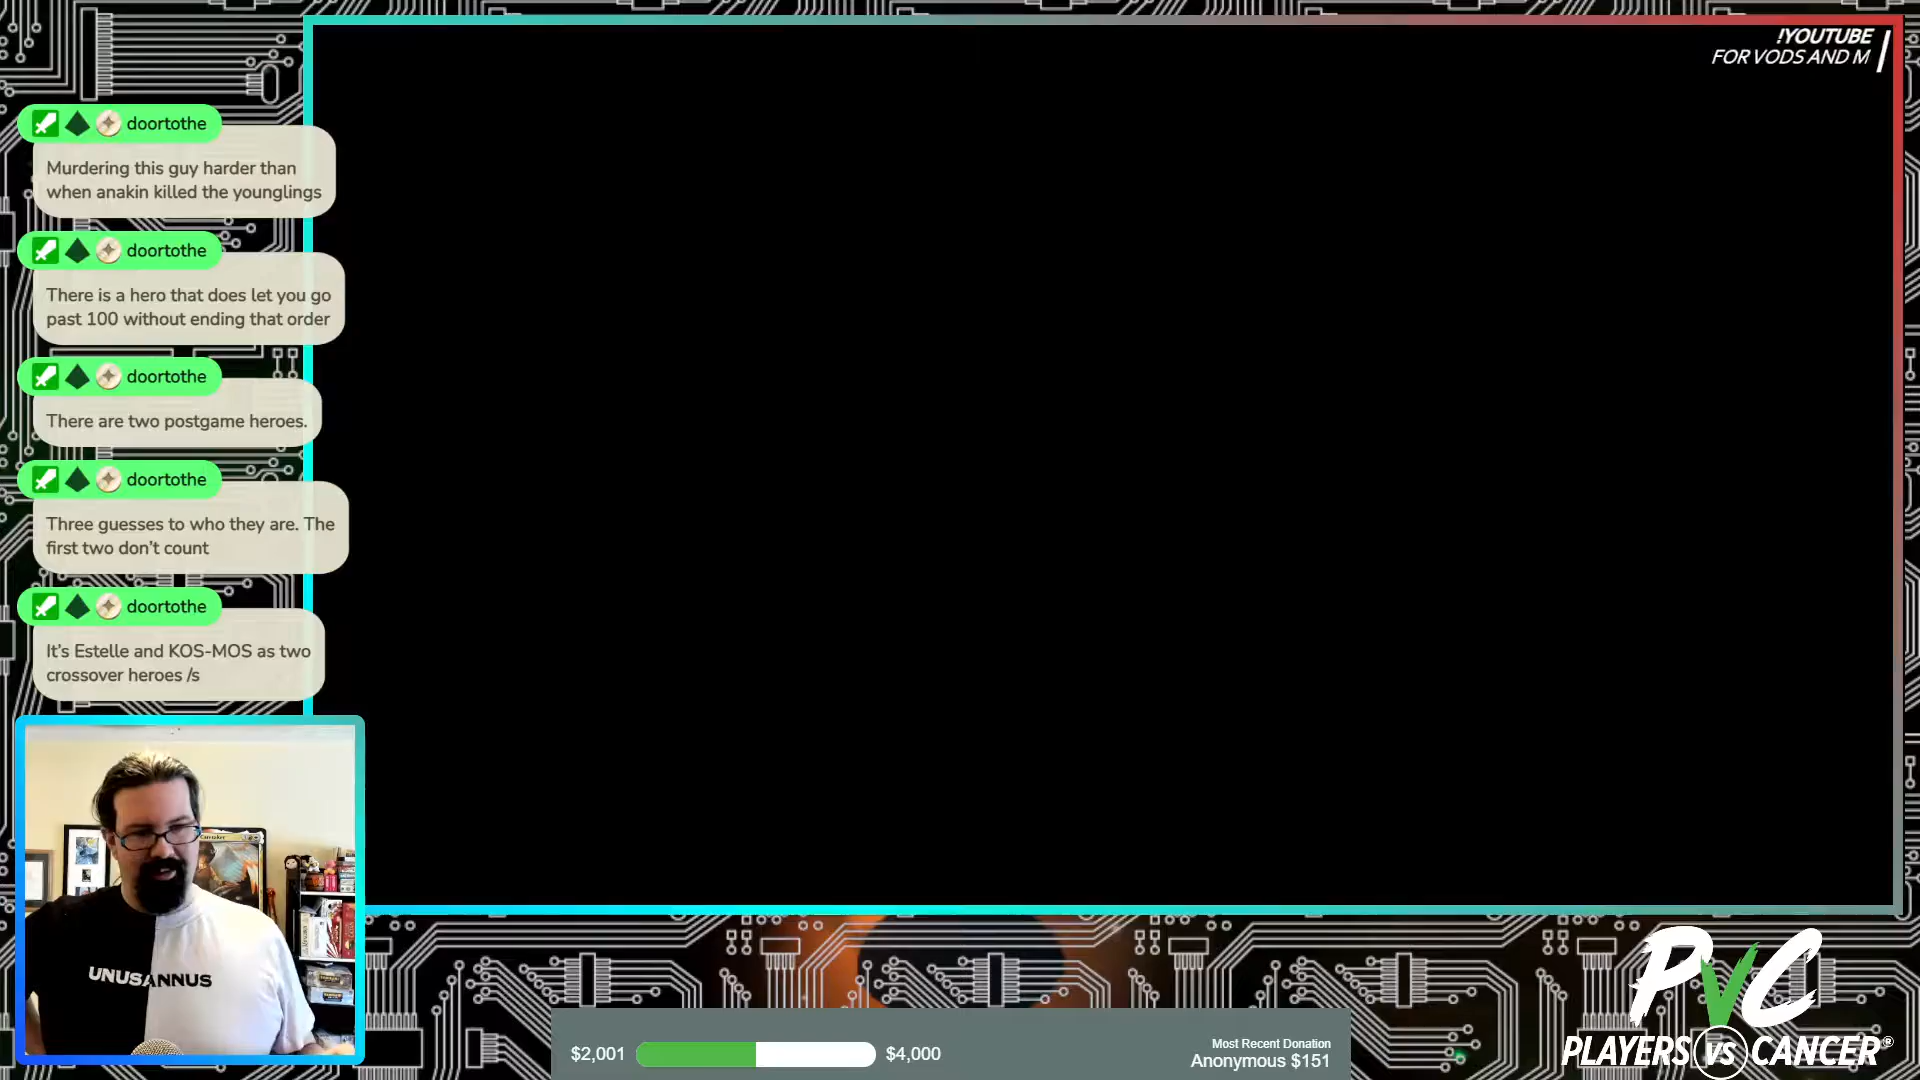 !YOUTUBE
FOR VODS AND M
doortothe
Murdering this guy harder than
when anakin killed the younglings
doortothe
There is a hero that does let you go
past 100 without ending that order
doortothe
There are two postgame heroes.
doortothe
Three guesses to who they are. The
first two don't count
doortothe
It's Estelle and KOS-MOS as two
crossover heroes /s
UNUSANNUS
$2,001
$4,000
Most Recent Donation
Anonymous $151
PVC
PLAYERS VS CANCER®